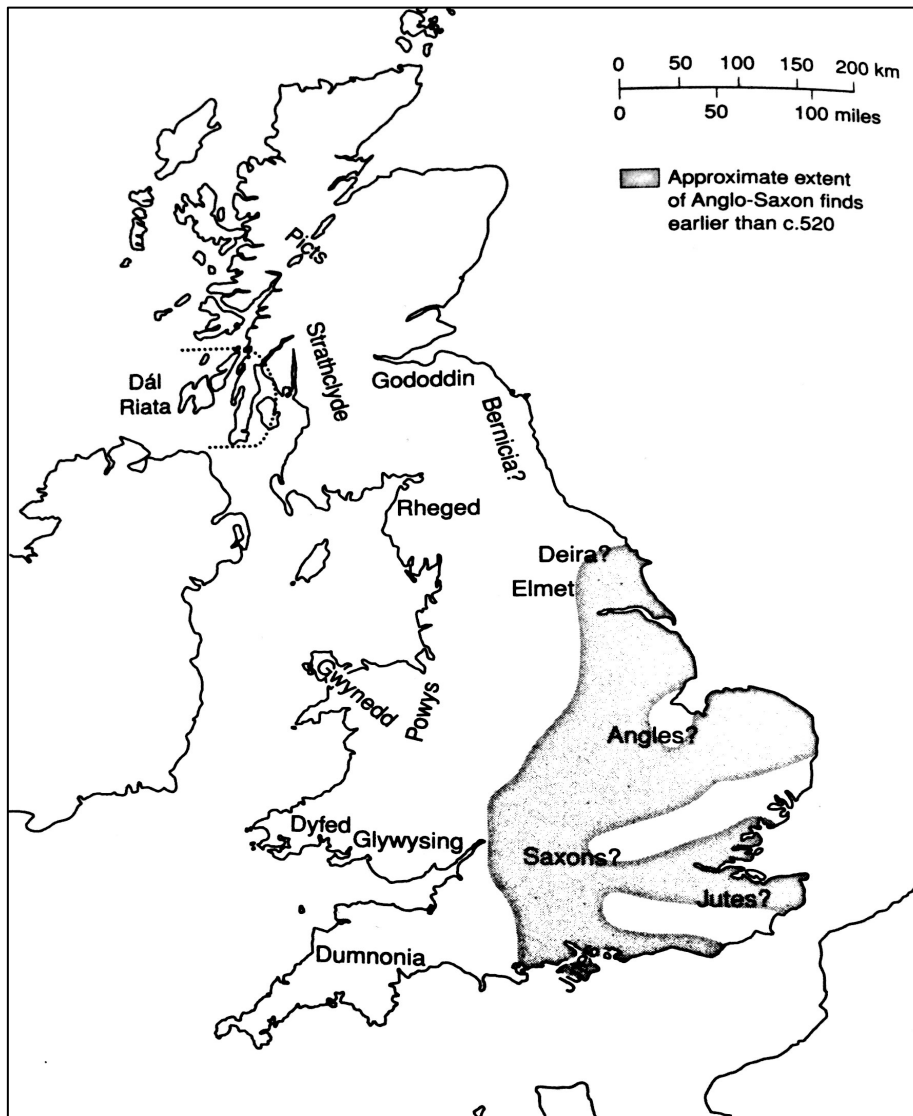 0 50 100 150 200 km
0 50 100 miles
Approximate extent
of Anglo-Saxon finds
earlier than c.520
Picts
Strathclyde
Dál
Riata
Gododdin
Bernicia?
Rheged
Deira?
Elmet
Gwynedd
Powys
Angles?
Dyfed
Glywysing
Saxons?
Jutes?
Dumnonia